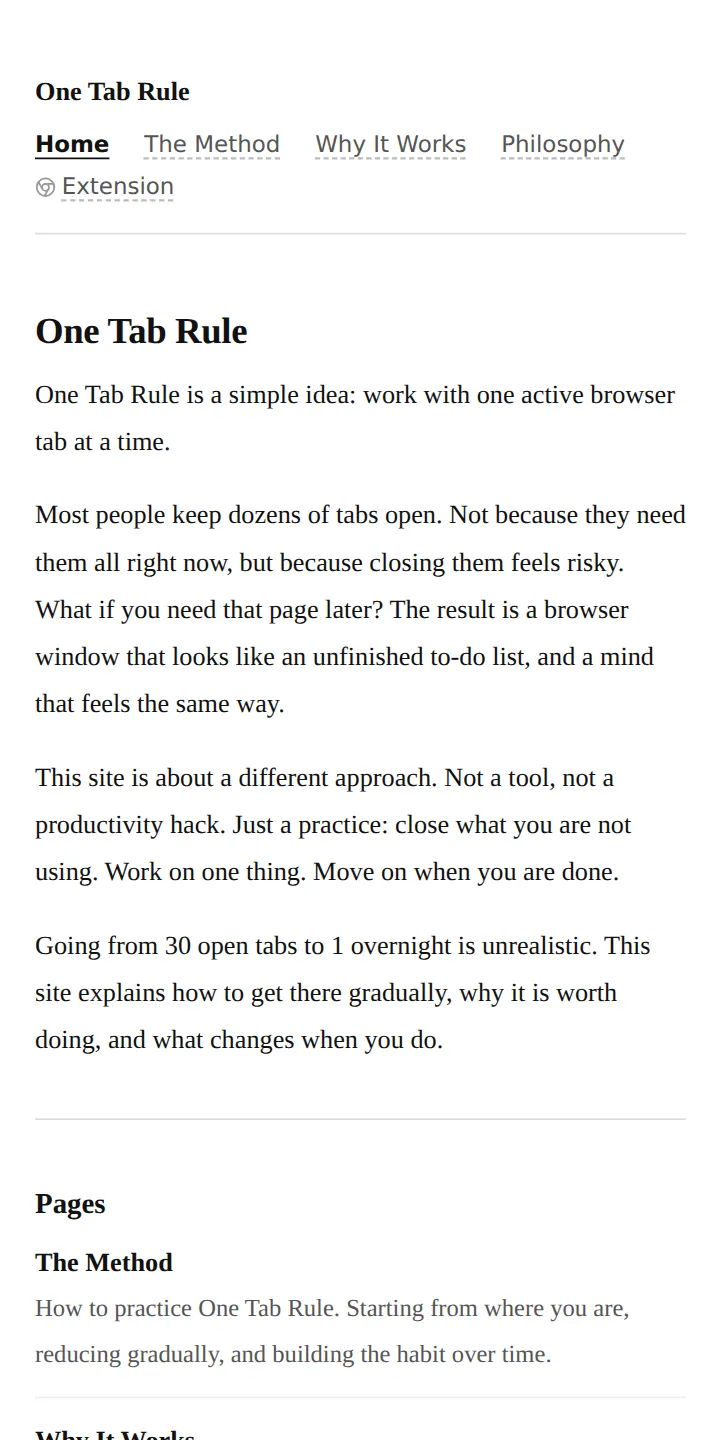 One Tab Rule
Home The Method Why It Works Philosophy
Extension
One Tab Rule
One Tab Rule is a simple idea: work with one active browser
tab at a time.
Most people keep dozens of tabs open. Not because they need
them all right now, but because closing them feels risky.
What if you need that page later? The result is a browser
window that looks like an unfinished to-do list, and a mind
that feels the same way.
This site is about a different approach. Not a tool, not a
productivity hack. Just a practice: close what you are not
using. Work on one thing. Move on when you are done.
Going from 30 open tabs to 1 overnight is unrealistic. This
site explains how to get there gradually, why it is worth
doing, and what changes when you do.
Pages
The Method
How to practice One Tab Rule. Starting from where you are,
reducing gradually, and building the habit over time.
Why It Works